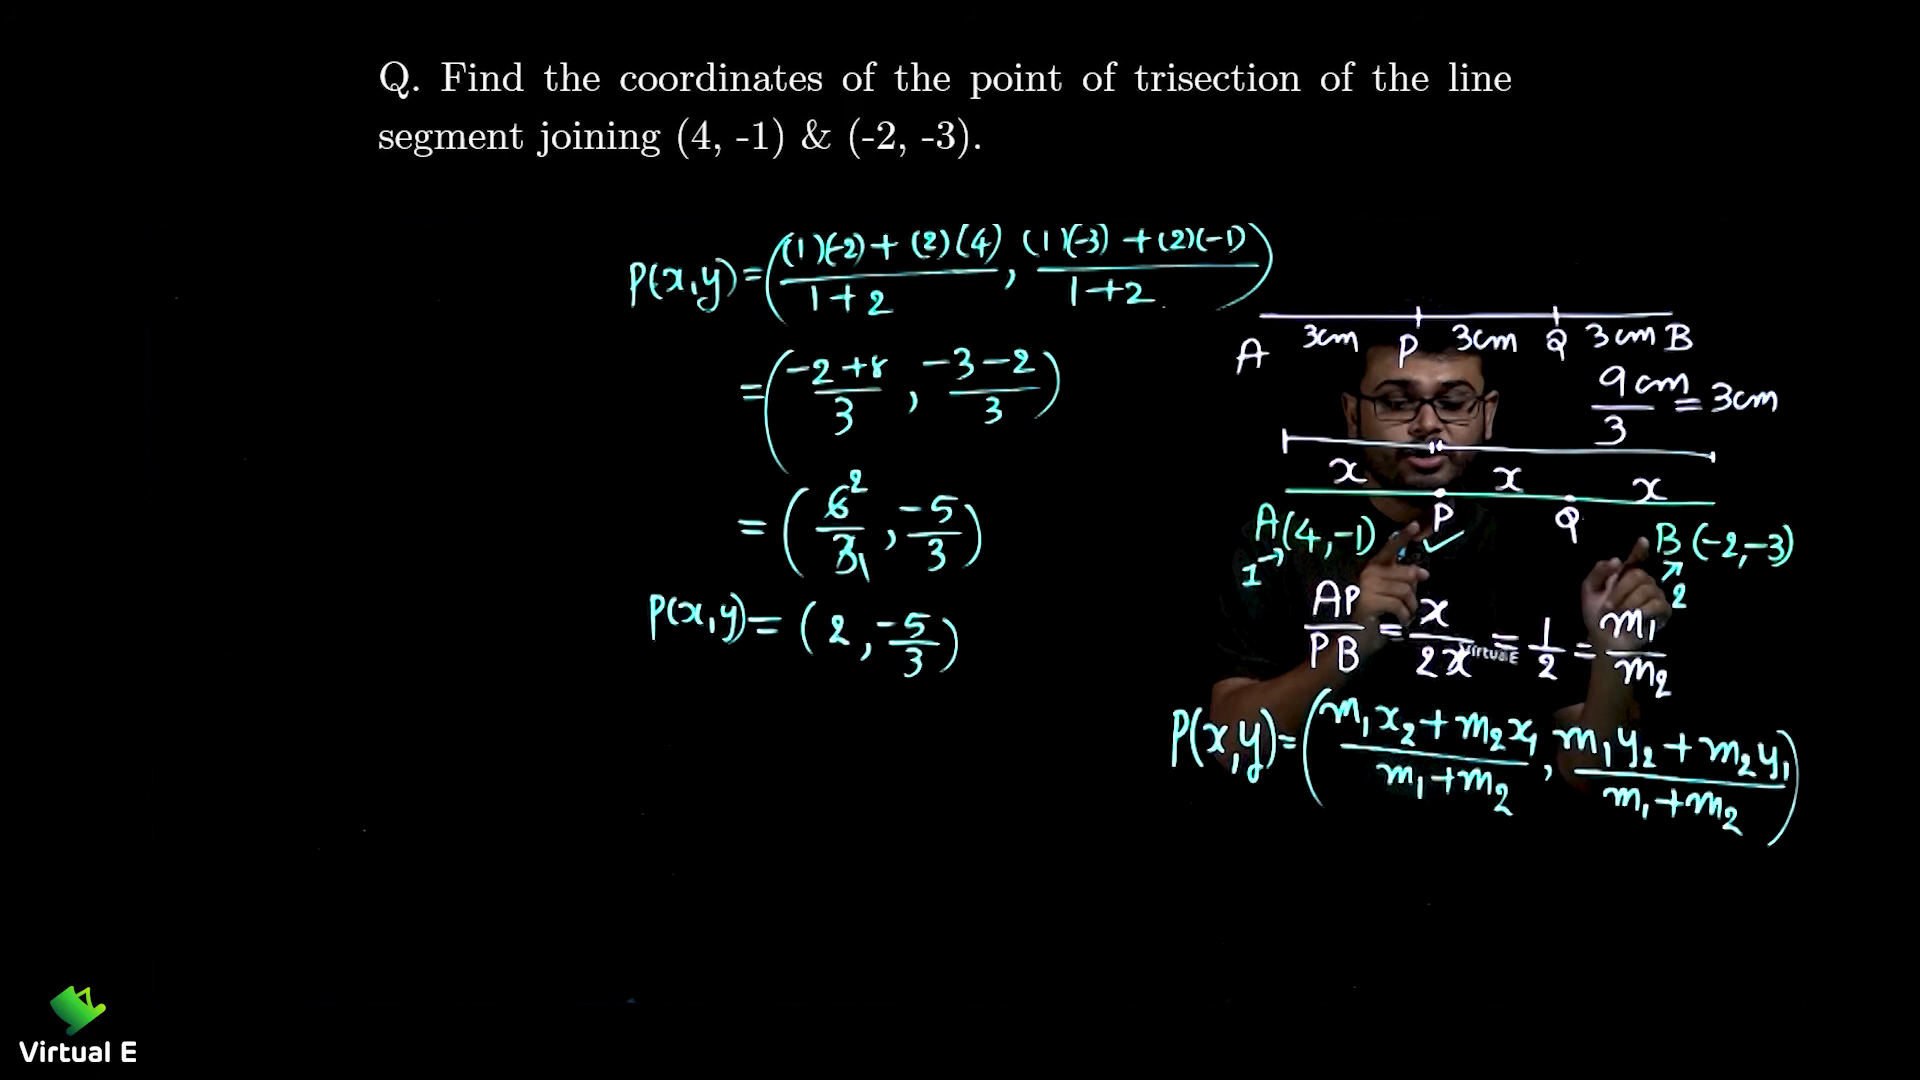 Q. Find the coordinates of the point of trisection of the line
segment joining (4, -1) & (-2, -3).
P(x,y)=((1)(-2)+(2)(4)/1+2, (1)(-3)+(2)(-1)/1+2)
=(-2+8/3, -3-2/3)
=(6²/3₁, -5/3)
P(x,y)=(2, -5/3)
A 3cm P 3cm Q 3cm B
9cm/3=3cm
x x x
A(4,-1) P Q B(-2,-3)
1→ ↗2
AP/PB=x/2x=1/2=m₁/m₂
VirtualE
P(x,y)=(m₁x₂+m₂x₁/m₁+m₂, m₁y₂+m₂y₁/m₁+m₂)
Virtual E